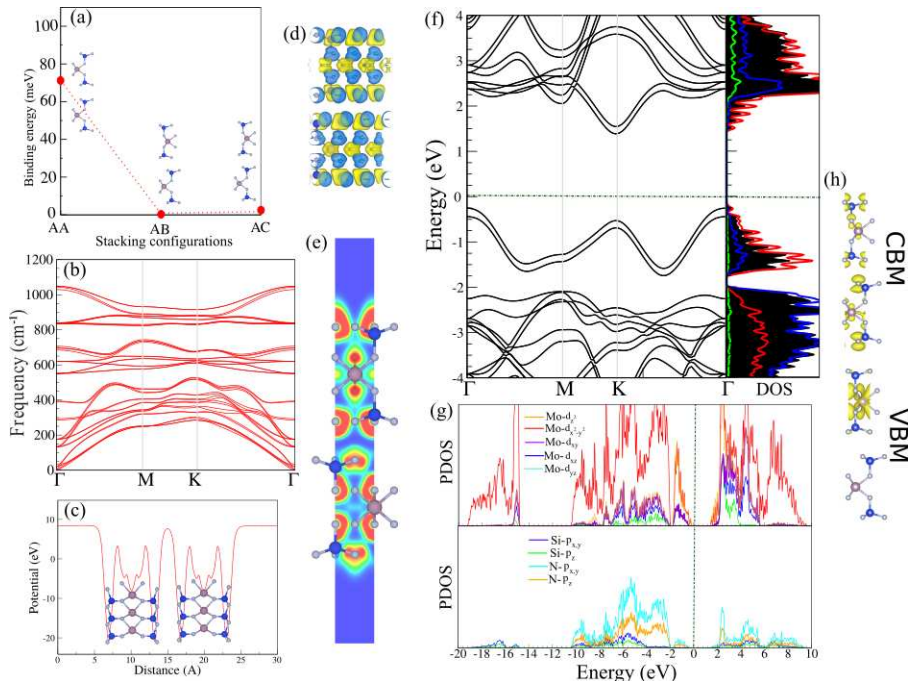 (a)
Binding energy (meV)
100
80
60
40
20
0
AA
AB
AC
Stacking configurations
(b)
Frequency (cm⁻¹)
1200
1000
800
600
400
200
0
Γ
M
K
Γ
(c)
Potential (eV)
10
0
-10
-20
0
5
10
15
20
25
30
Distance (A)
(d)
(e)
(f)
Energy (eV)
4
3
2
1
0
-1
-2
-3
-4
Γ
M
K
Γ
DOS
(g)
PDOS
Mo-d_z²
Mo-d_x²-y²
Mo-d_xy
Mo-d_xz
Mo-d_yz
PDOS
Si-p_x,y
Si-p_z
N-p_x,y
N-p_z
-20
-18
-16
-14
-12
-10
-8
-6
-4
-2
0
2
4
6
8
10
Energy (eV)
(h)
CBM
VBM